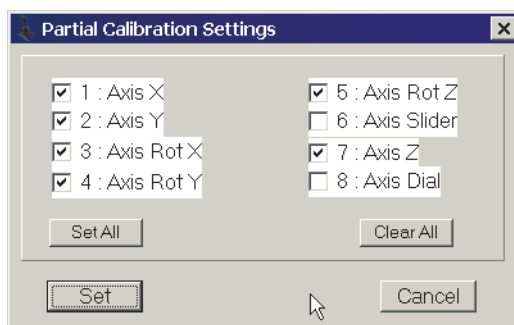 Partial Calibration Settings
1 : Axis X
2 : Axis Y
3 : Axis Rot X
4 : Axis Rot Y
5 : Axis Rot Z
6 : Axis Slider
7 : Axis Z
8 : Axis Dial
Set All
Clear All
Set
Cancel